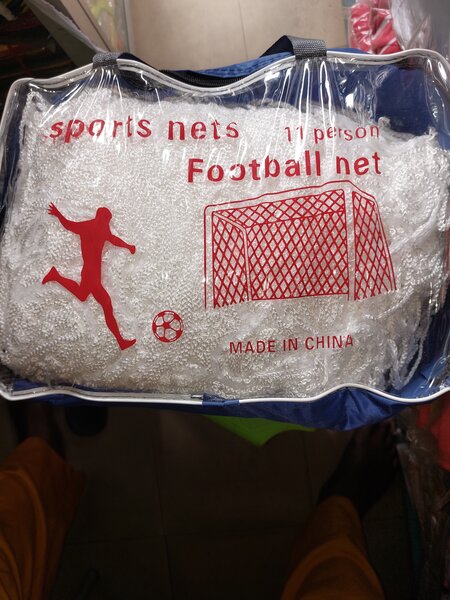 sports nets 11 person
Football net
MADE IN CHINA